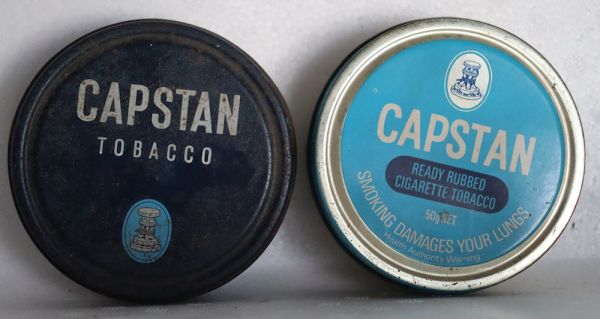 CAPSTAN
TOBACCO
CAPSTAN
READY RUBBED
CIGARETTE TOBACCO
50g NET
SMOKING DAMAGES YOUR LUNGS
Health Authority Warning